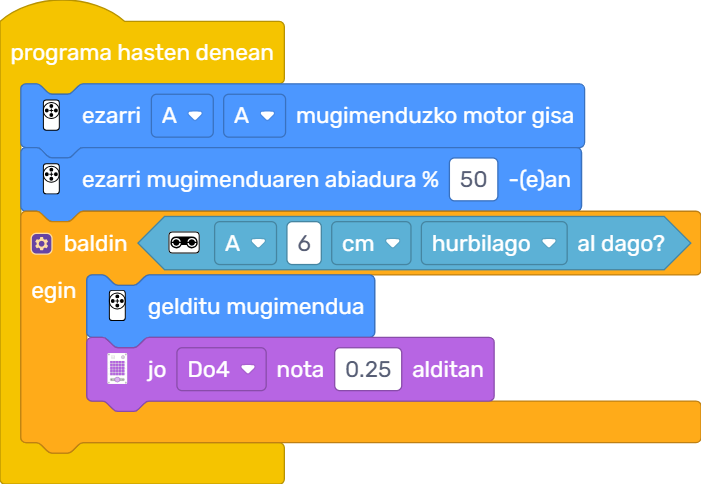 programa hasten denean
ezarri A A mugimenduzko motor gisa
ezarri mugimenduaren abiadura % 50 -(e)an
baldin A 6 cm hurbilago al dago?
egin
gelditu mugimendua
jo Do4 nota 0.25 alditan